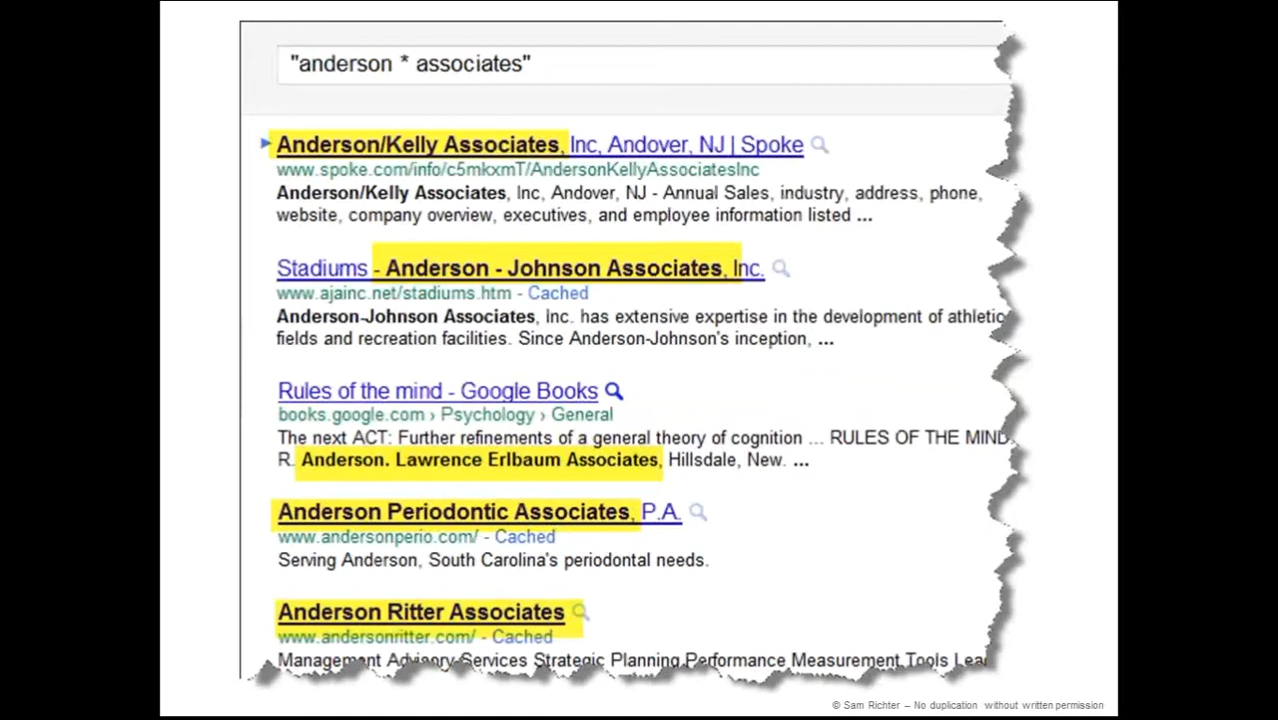 "anderson * associates"
Anderson/Kelly Associates, Inc, Andover, NJ | Spoke
www.spoke.com/info/c5mkxmT/AndersonKellyAssociatesInc
Anderson/Kelly Associates, Inc, Andover, NJ - Annual Sales, industry, address, phone,
website, company overview, executives, and employee information listed ...
Stadiums - Anderson - Johnson Associates, Inc.
www.ajainc.net/stadiums.htm - Cached
Anderson-Johnson Associates, Inc. has extensive expertise in the development of athletic
fields and recreation facilities. Since Anderson-Johnson's inception, ...
Rules of the mind - Google Books
books.google.com › Psychology › General
The next ACT: Further refinements of a general theory of cognition ... RULES OF THE MIND.
R. Anderson. Lawrence Erlbaum Associates, Hillsdale, New. ...
Anderson Periodontic Associates, P.A.
www.andersonperio.com/ - Cached
Serving Anderson, South Carolina's periodontal needs.
Anderson Ritter Associates
www.andersonritter.com/ - Cached
Management Advisory Services Strategic Planning Performance Measurement Tools
© Sam Richter – No duplication without written permission